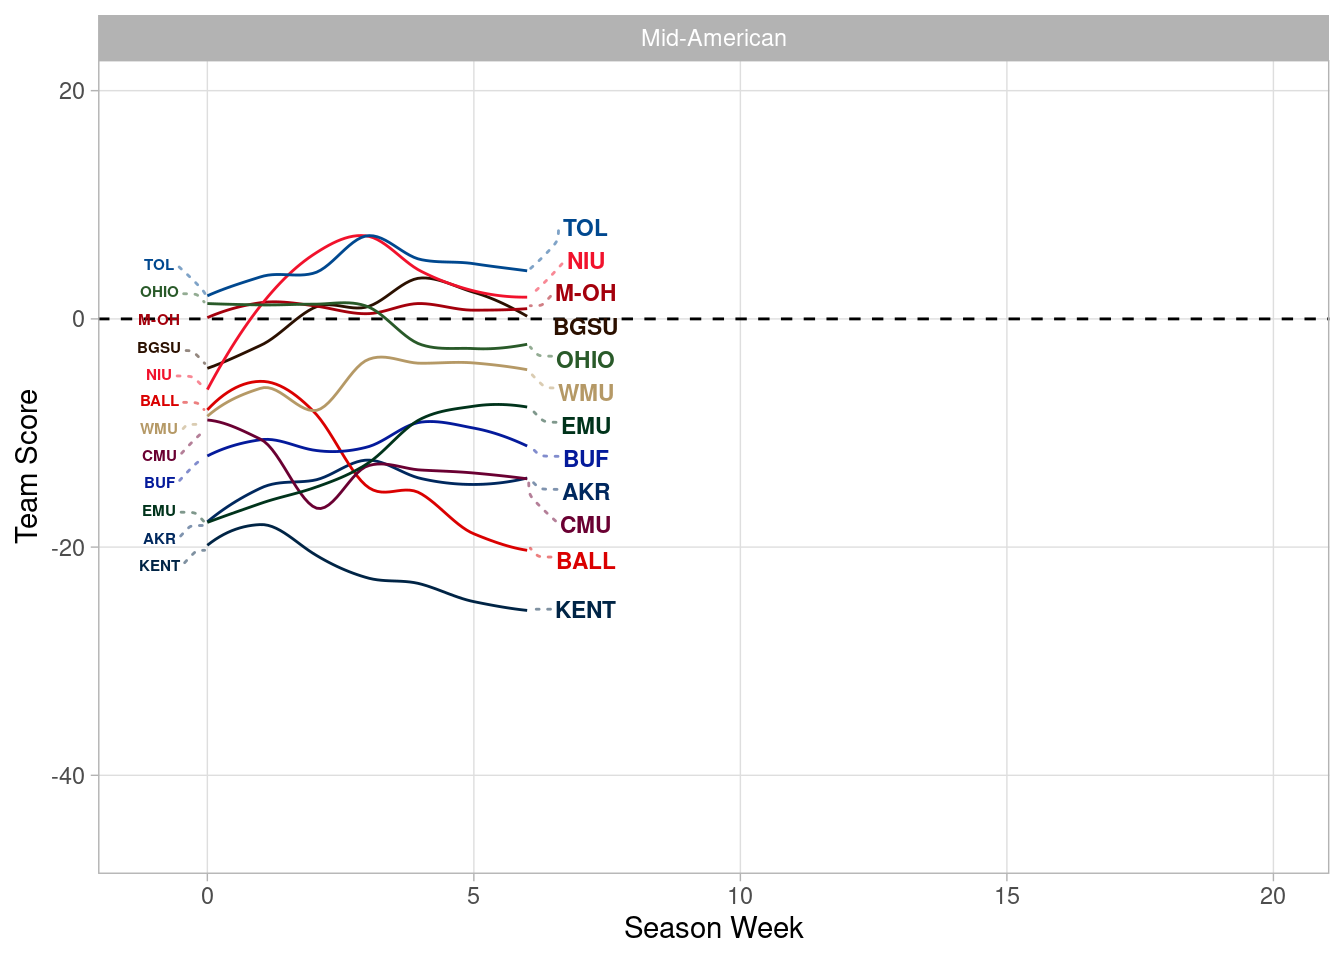 Mid-American
Team Score
20
0
-20
-40
TOL
OHIO
M-OH
BGSU
NIU
BALL
WMU
CMU
BUF
EMU
AKR
KENT
TOL
NIU
M-OH
BGSU
OHIO
WMU
EMU
BUF
AKR
CMU
BALL
KENT
0 5 10 15 20
Season Week